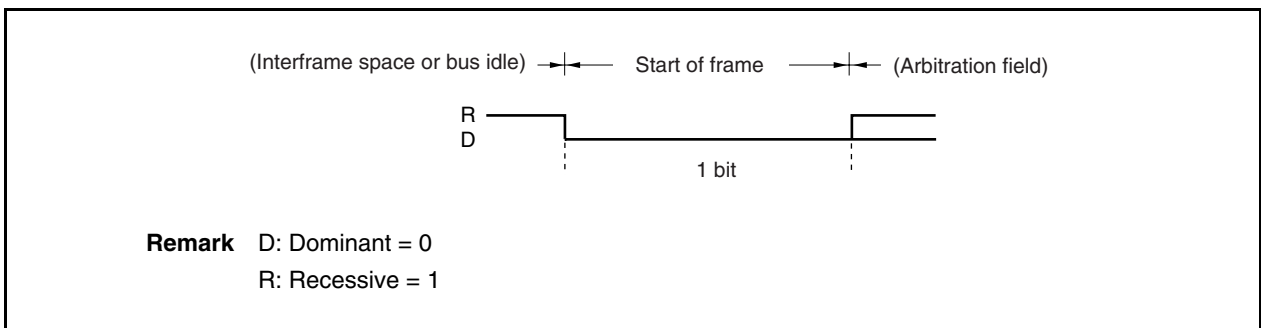 (Interframe space or bus idle) Start of frame (Arbitration field)
R
D
1 bit
Remark D: Dominant = 0
R: Recessive = 1